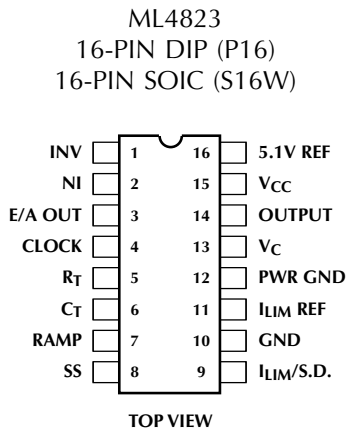 ML4823
16-PIN DIP (P16)
16-PIN SOIC (S16W)
INV 1 16 5.1V REF
NI 2 15 VCC
E/A OUT 3 14 OUTPUT
CLOCK 4 13 VC
RT 5 12 PWR GND
CT 6 11 ILIM REF
RAMP 7 10 GND
SS 8 9 ILIM/S.D.
TOP VIEW